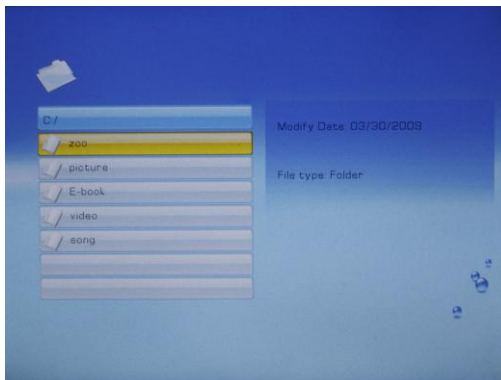 C:/
zoo
picture
E-book
video
song
Modify Date: 03/30/2009
File type: Folder